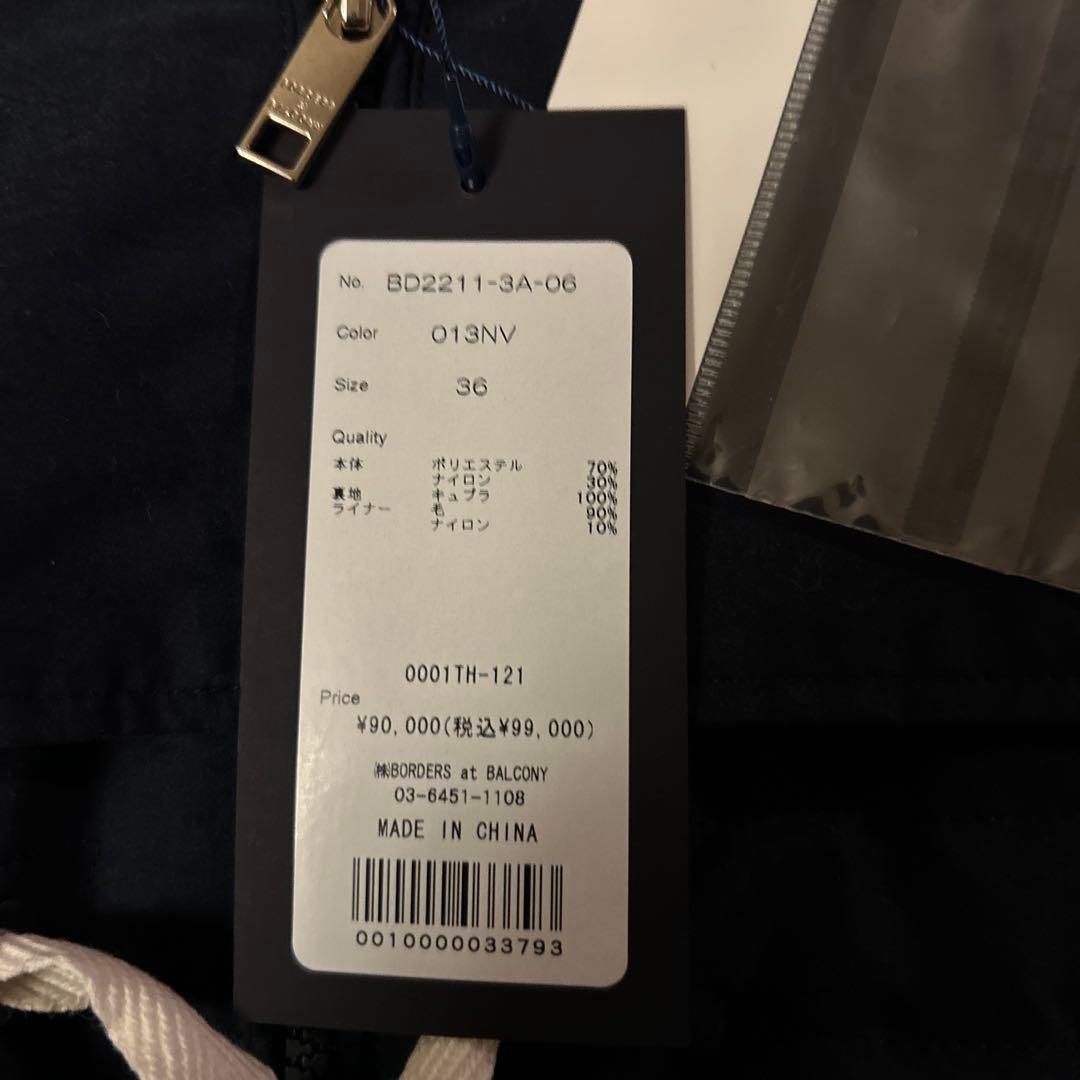 No. BD2211-3A-06
Color 013NV
Size 36
Quality
本体 ポリエステル 70%
ナイロン 30%
裏地 キュプラ 100%
ライナー 毛 90%
ナイロン 10%
0001TH-121
Price
¥90,000(税込¥99,000)
㈱BORDERS at BALCONY
03-6451-1108
MADE IN CHINA
0010000033793